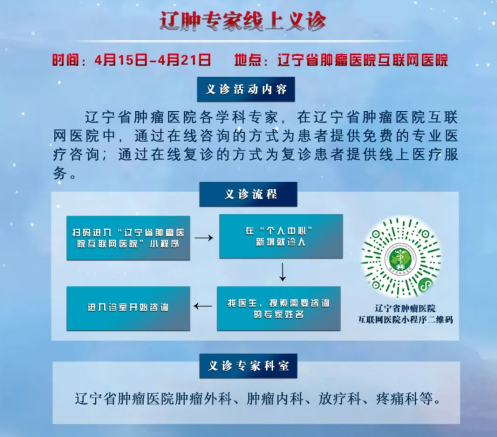 辽肿专家线上义诊
时间：4月15日-4月21日 地点：辽宁省肿瘤医院互联网医院
义诊活动内容
辽宁省肿瘤医院各学科专家，在辽宁省肿瘤医院互联
网医院中，通过在线咨询的方式为患者提供免费的专业医
疗咨询；通过在线复诊的方式为复诊患者提供线上医疗服
务。
义诊流程
扫码进入“辽宁省肿瘤医
院互联网医院”小程序
在“个人中心”
新增就诊人
找医生、搜索需要咨询
的专家姓名
进入诊室开始咨询
辽宁省肿瘤医院
互联网医院小程序二维码
义诊专家科室
辽宁省肿瘤医院肿瘤外科、肿瘤内科、放疗科、疼痛科等。